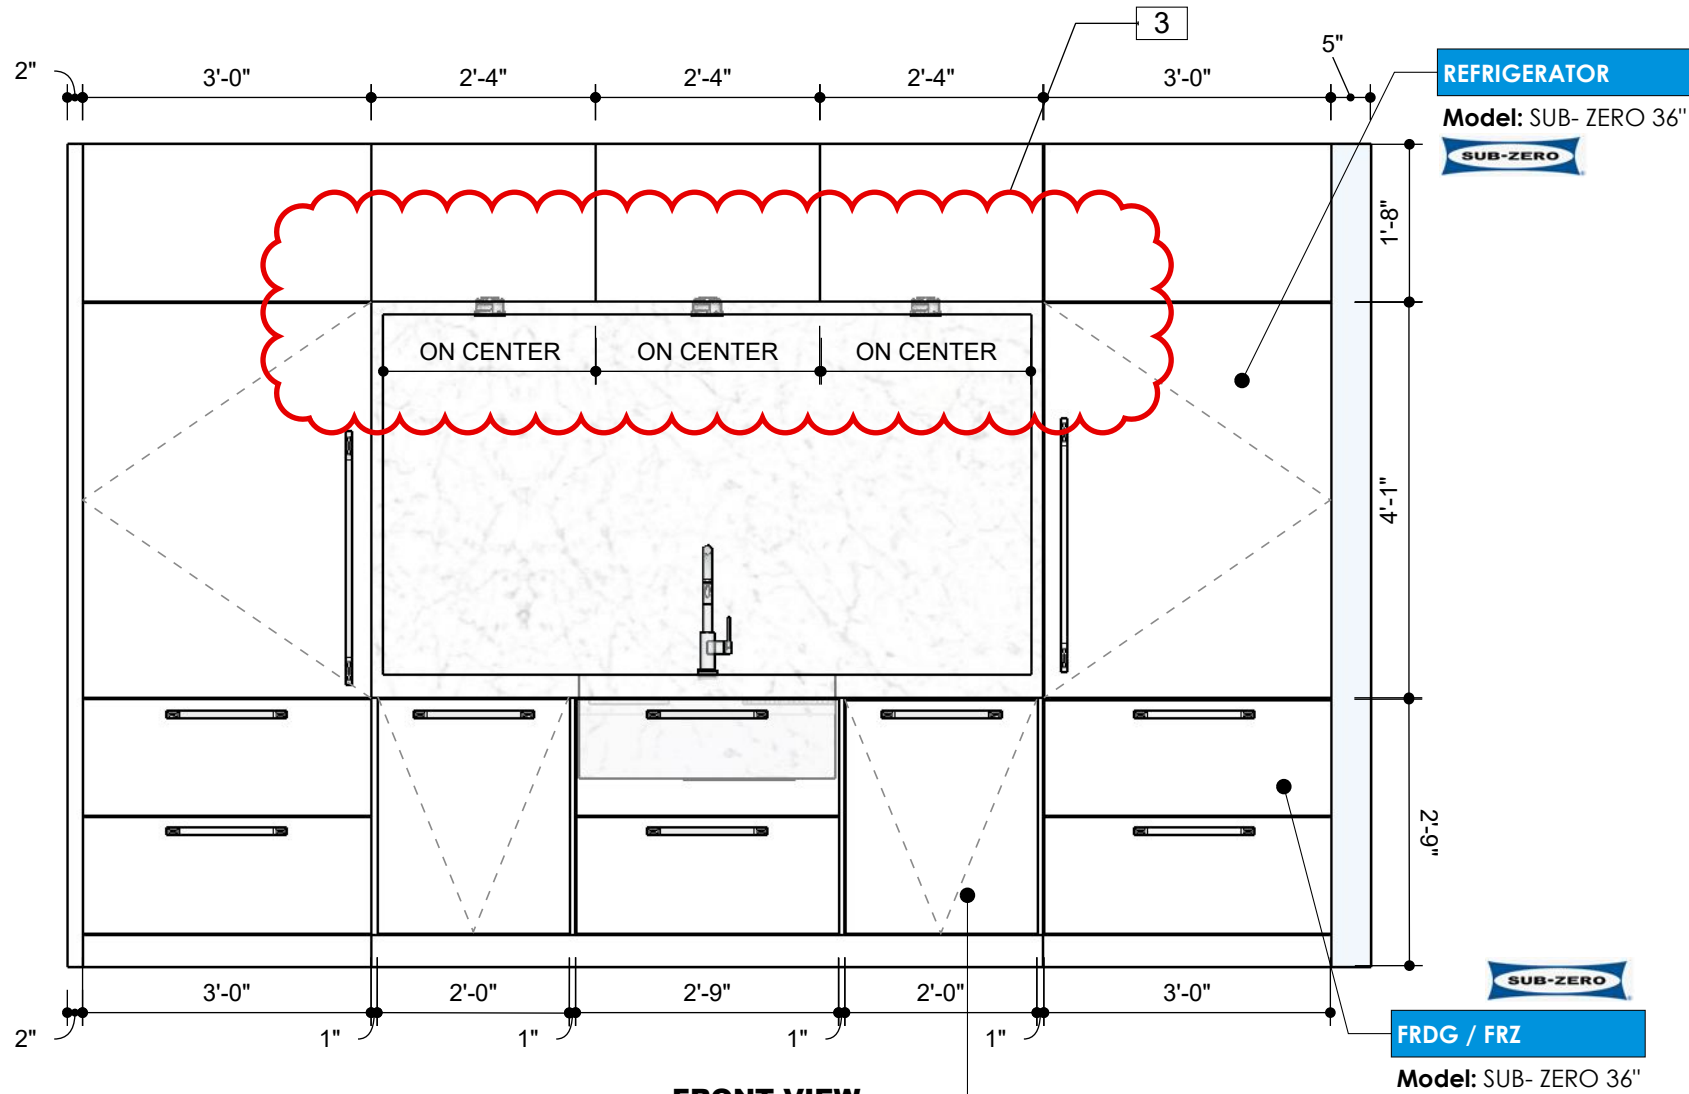 3
2"
3'-0"
2'-4"
2'-4"
2'-4"
3'-0"
5"
REFRIGERATOR
Model: SUB- ZERO 36"
SUB-ZERO
1'-8"
ON CENTER
ON CENTER
ON CENTER
4'-1"
2'-9"
SUB-ZERO
3'-0"
2'-0"
2'-9"
2'-0"
3'-0"
2"
1"
1"
1"
1"
FRDG / FRZ
Model: SUB- ZERO 36"
FRONT VIEW